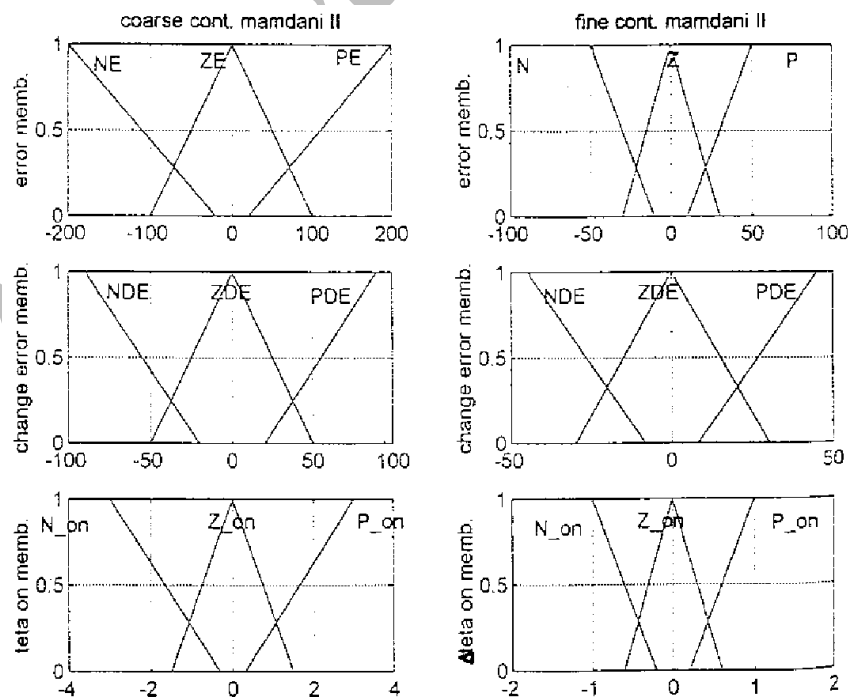 coarse cont. mamdani II
fine cont. mamdani II
error memb.
1
0.5
0
NE
ZE
PE
-200
-100
0
100
200
error memb.
1
0.5
0
N
Z
P
-100
-50
0
50
100
change error memb.
1
0.5
0
NDE
ZDE
PDE
-100
-50
0
50
100
change error memb.
1
0.5
0
NDE
ZDE
PDE
-50
0
50
teta on memb.
1
0.5
0
N_on
Z_on
P_on
-4
-2
0
2
4
Δteta on memb.
1
0.5
0
N_on
Z_on
P_on
-2
-1
0
1
2